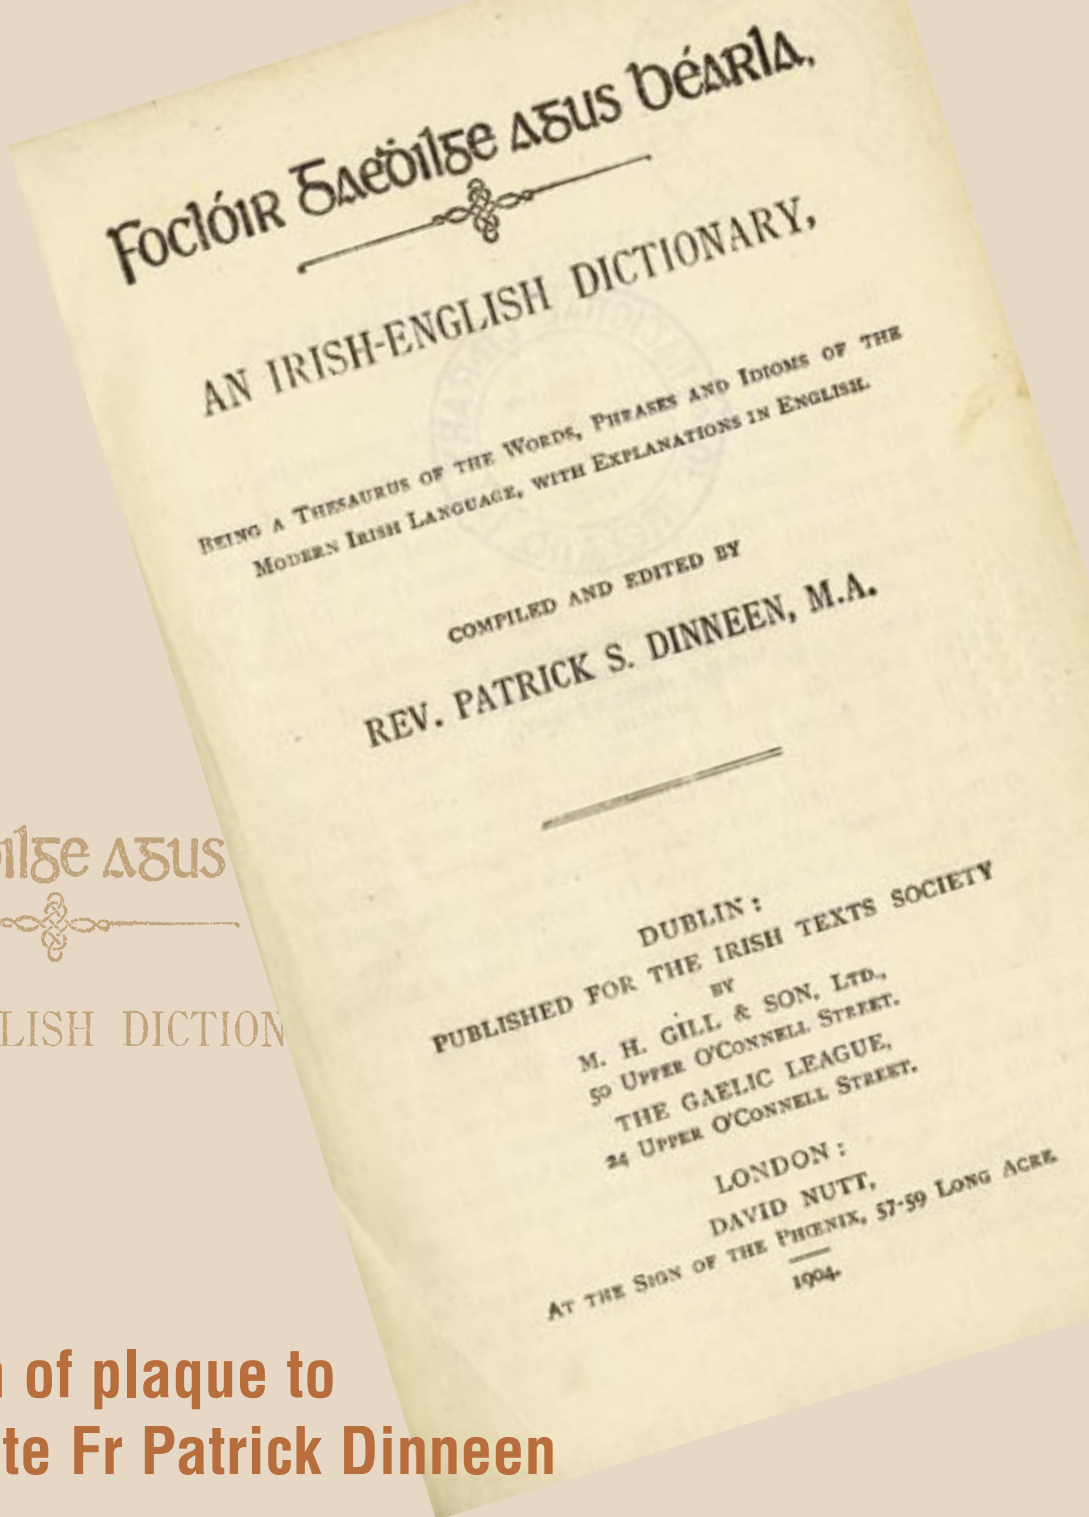 Foclóir Gaeḋilge agus Béarla,
AN IRISH-ENGLISH DICTIONARY,
BEING A THESAURUS OF THE WORDS, PHRASES AND IDIOMS OF THE
MODERN IRISH LANGUAGE, WITH EXPLANATIONS IN ENGLISH.
COMPILED AND EDITED BY
REV. PATRICK S. DINNEEN, M.A.
DUBLIN:
PUBLISHED FOR THE IRISH TEXTS SOCIETY
BY
M. H. GILL & SON, LTD.,
50 UPPER O'CONNELL STREET.
THE GAELIC LEAGUE,
24 UPPER O'CONNELL STREET.
LONDON:
DAVID NUTT,
AT THE SIGN OF THE PHŒNIX, 57-59 LONG ACRE
1904.
ilge agus
LISH DICTION
n of plaque to
te Fr Patrick Dinneen